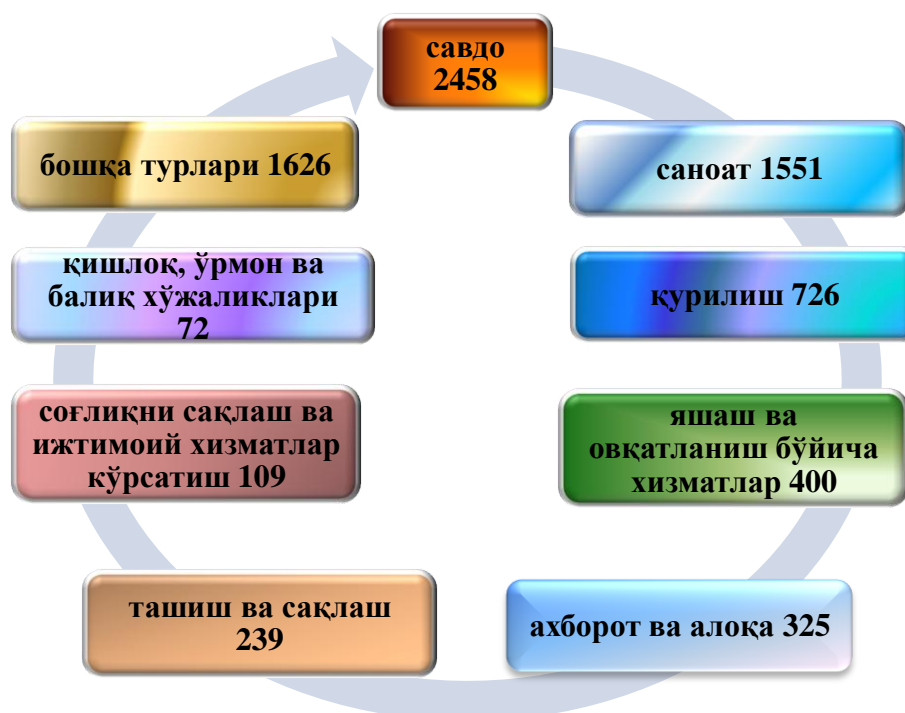 савдо
2458
саноат 1551
қурилиш 726
яшаш ва
овқатланиш бўйича
хизматлар 400
ахборот ва алоқа 325
ташиш ва сақлаш
239
соғлиқни сақлаш ва
ижтимоий хизматлар
кўрсатиш 109
қишлоқ, ўрмон ва
балиқ хўжаликлари
72
бошқа турлари 1626